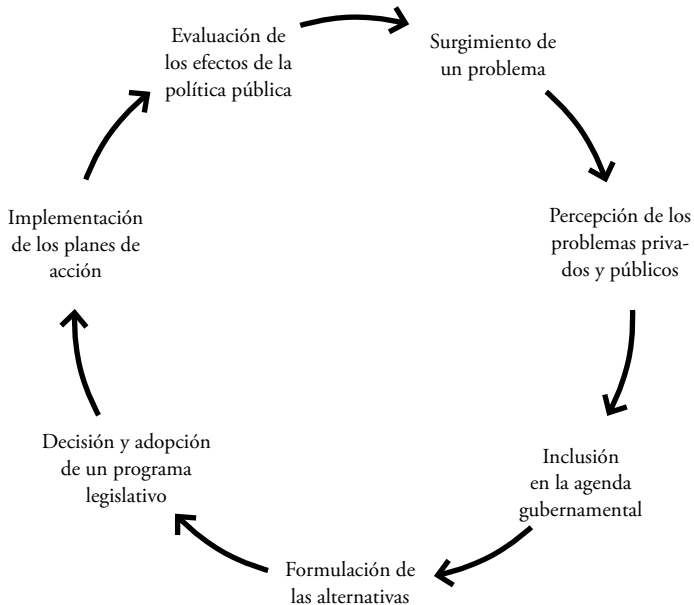 Evaluación de
los efectos de la
política pública
Surgimiento de
un problema
Percepción de los
problemas priva-
dos y públicos
Inclusión
en la agenda
gubernamental
Formulación de
las alternativas
Decisión y adopción
de un programa
legislativo
Implementación
de los planes de
acción